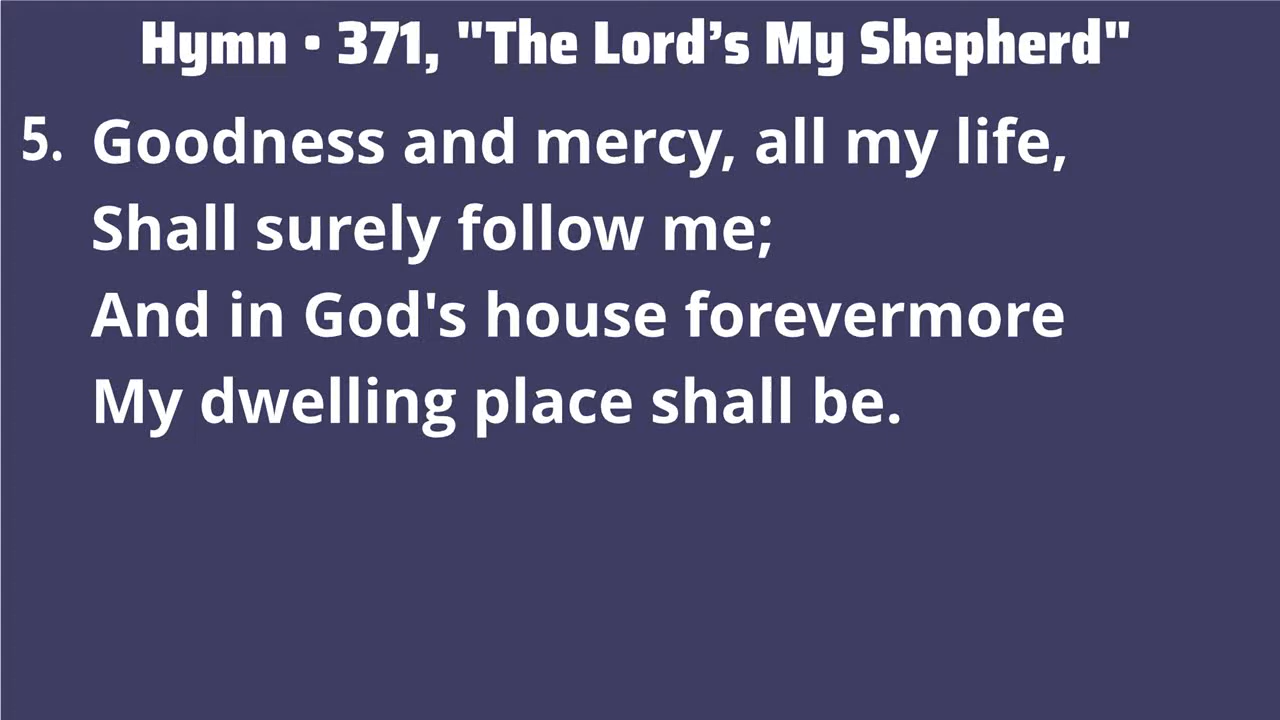 Hymn • 371, "The Lord’s My Shepherd"
5. Goodness and mercy, all my life,
Shall surely follow me;
And in God's house forevermore
My dwelling place shall be.